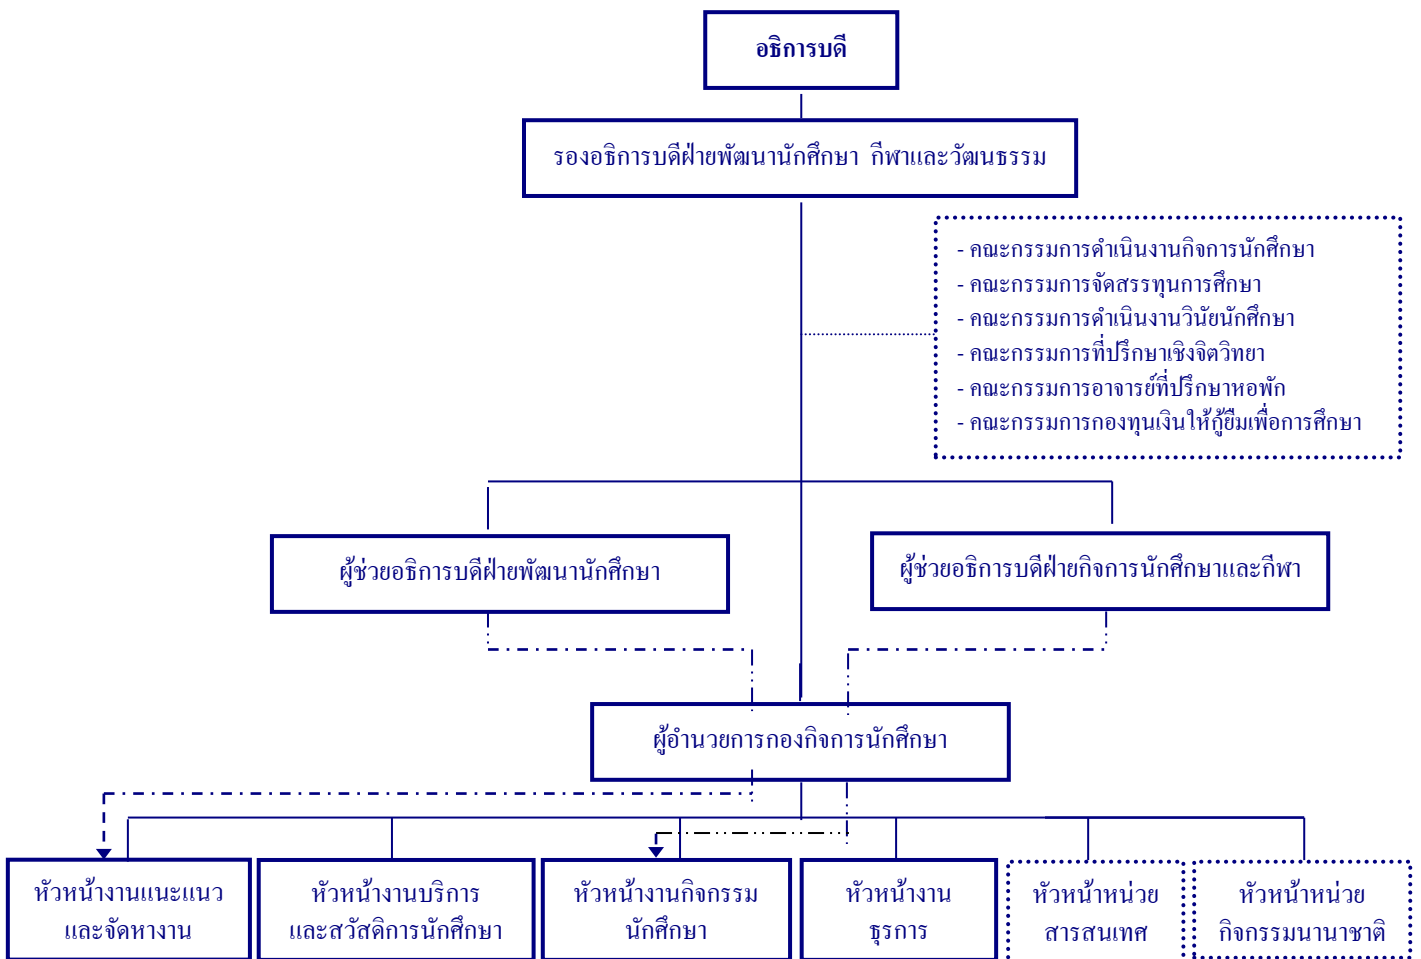 อธิการบดี
รองอธิการบดีฝ่ายพัฒนานักศึกษา กีฬาและวัฒนธรรม
- คณะกรรมการดำเนินงานกิจการนักศึกษา
- คณะกรรมการจัดสรรทุนการศึกษา
- คณะกรรมการดำเนินงานวินัยนักศึกษา
- คณะกรรมการที่ปรึกษาเชิงจิตวิทยา
- คณะกรรมการอาจารย์ที่ปรึกษาหอพัก
- คณะกรรมการกองทุนเงินให้กู้ยืมเพื่อการศึกษา
ผู้ช่วยอธิการบดีฝ่ายพัฒนานักศึกษา
ผู้ช่วยอธิการบดีฝ่ายกิจการนักศึกษาและกีฬา
ผู้อำนวยการกองกิจการนักศึกษา
หัวหน้างานแนะแนว
และจัดหางาน
หัวหน้างานบริการ
และสวัสดิการนักศึกษา
หัวหน้างานกิจกรรม
นักศึกษา
หัวหน้างาน
ธุรการ
หัวหน้าหน่วย
สารสนเทศ
หัวหน้าหน่วย
กิจกรรมนานาชาติ